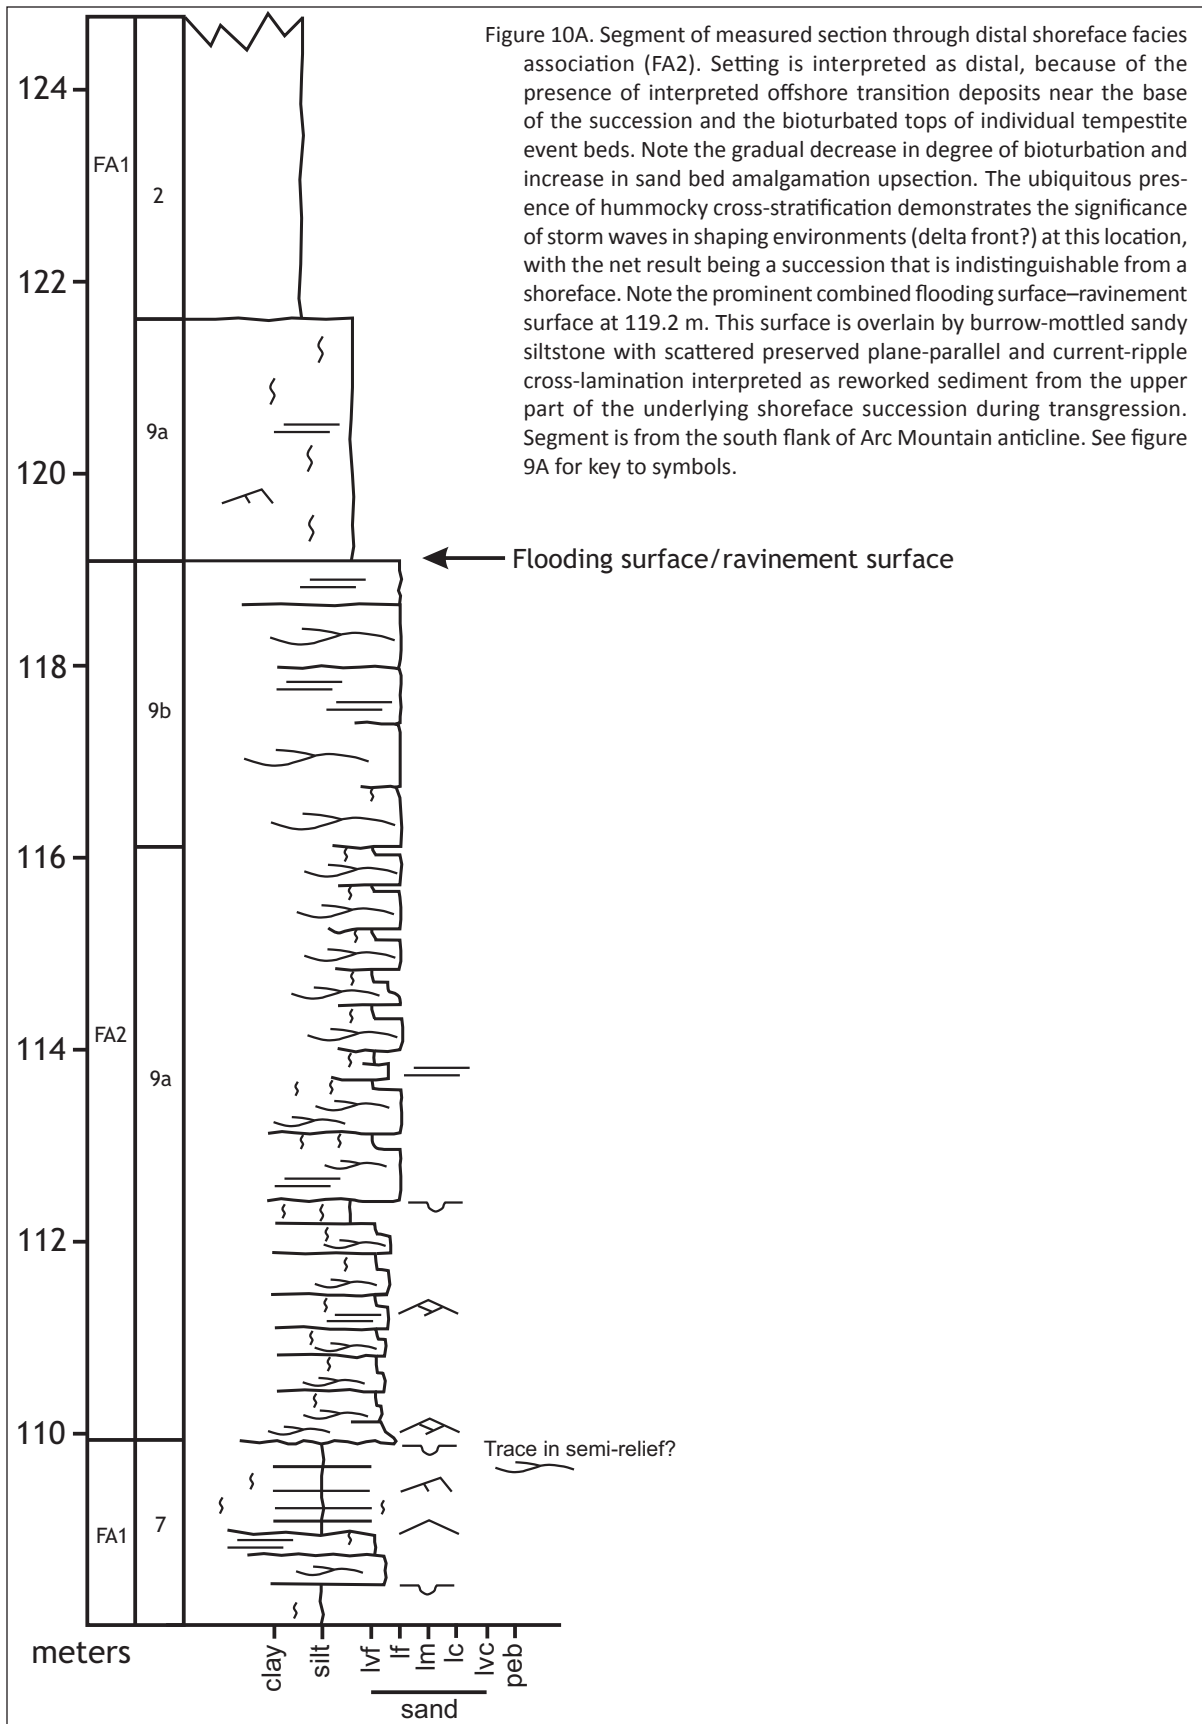 Figure 10A. Segment of measured section through distal shoreface facies
association (FA2). Setting is interpreted as distal, because of the
presence of interpreted offshore transition deposits near the base
of the succession and the bioturbated tops of individual tempestite
event beds. Note the gradual decrease in degree of bioturbation and
increase in sand bed amalgamation upsection. The ubiquitous pres-
ence of hummocky cross-stratification demonstrates the significance
of storm waves in shaping environments (delta front?) at this location,
with the net result being a succession that is indistinguishable from a
shoreface. Note the prominent combined flooding surface–ravinement
surface at 119.2 m. This surface is overlain by burrow-mottled sandy
siltstone with scattered preserved plane-parallel and current-ripple
cross-lamination interpreted as reworked sediment from the upper
part of the underlying shoreface succession during transgression.
Segment is from the south flank of Arc Mountain anticline. See figure
9A for key to symbols.
124
FA1
2
122
9a
120
Flooding surface/ravinement surface
118
9b
116
FA2
114
9a
112
110
Trace in semi-relief?
FA1
7
meters
clay
silt
lvf
lf
lm
lc
lvc
peb
sand